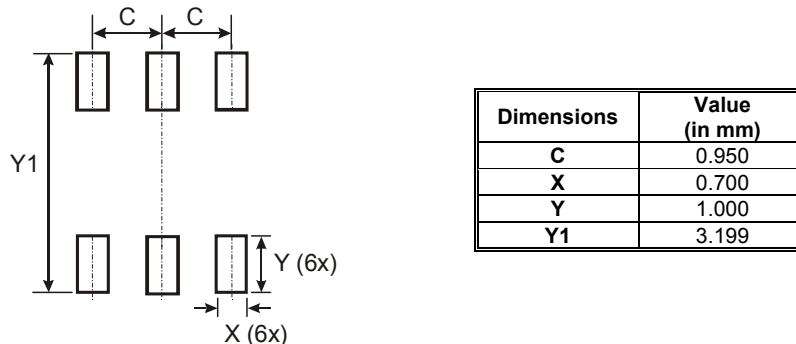 C C
Y1
Y (6x)
X (6x)
Dimensions Value (in mm)
C 0.950
X 0.700
Y 1.000
Y1 3.199